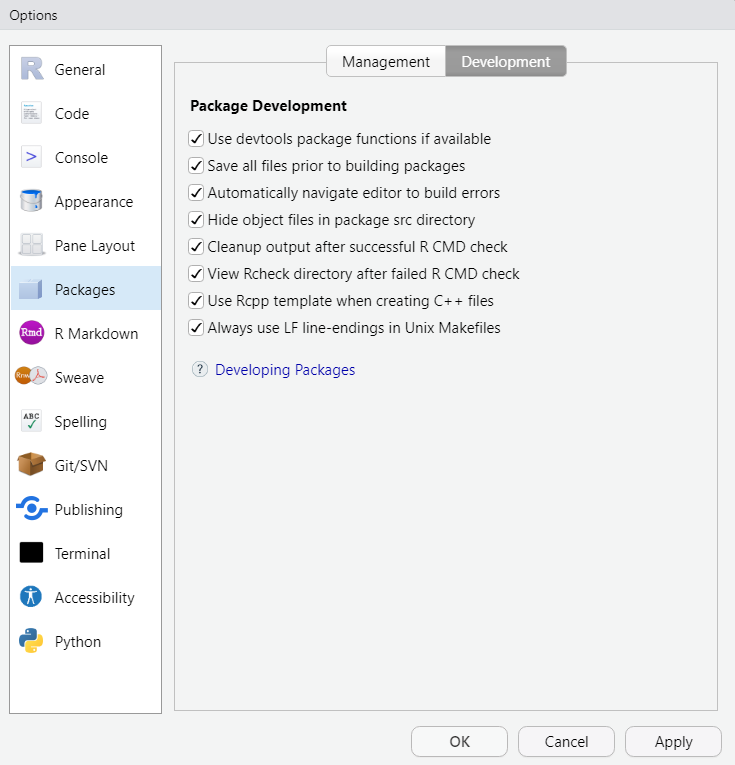 Options
General
Code
Console
Appearance
Pane Layout
Packages
Rmd R Markdown
Rnw Sweave
ABC Spelling
Git/SVN
Publishing
Terminal
Accessibility
Python
Management Development
Package Development
Use devtools package functions if available
Save all files prior to building packages
Automatically navigate editor to build errors
Hide object files in package src directory
Cleanup output after successful R CMD check
View Rcheck directory after failed R CMD check
Use Rcpp template when creating C++ files
Always use LF line-endings in Unix Makefiles
? Developing Packages
OK Cancel Apply